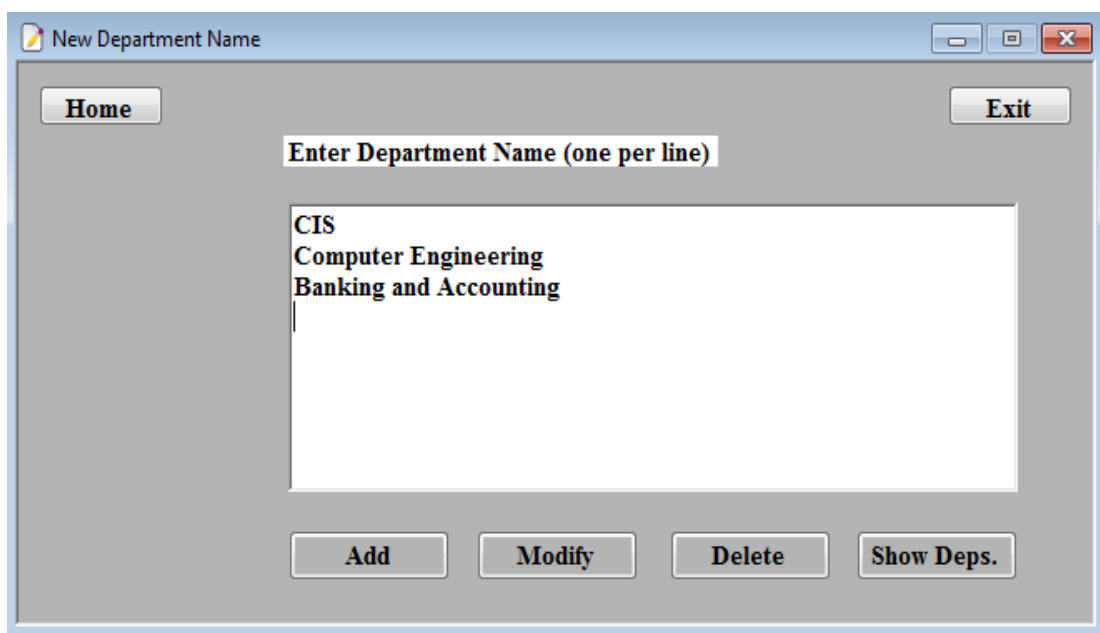 New Department Name
Home
Exit
Enter Department Name (one per line)
CIS
Computer Engineering
Banking and Accounting
Add
Modify
Delete
Show Deps.